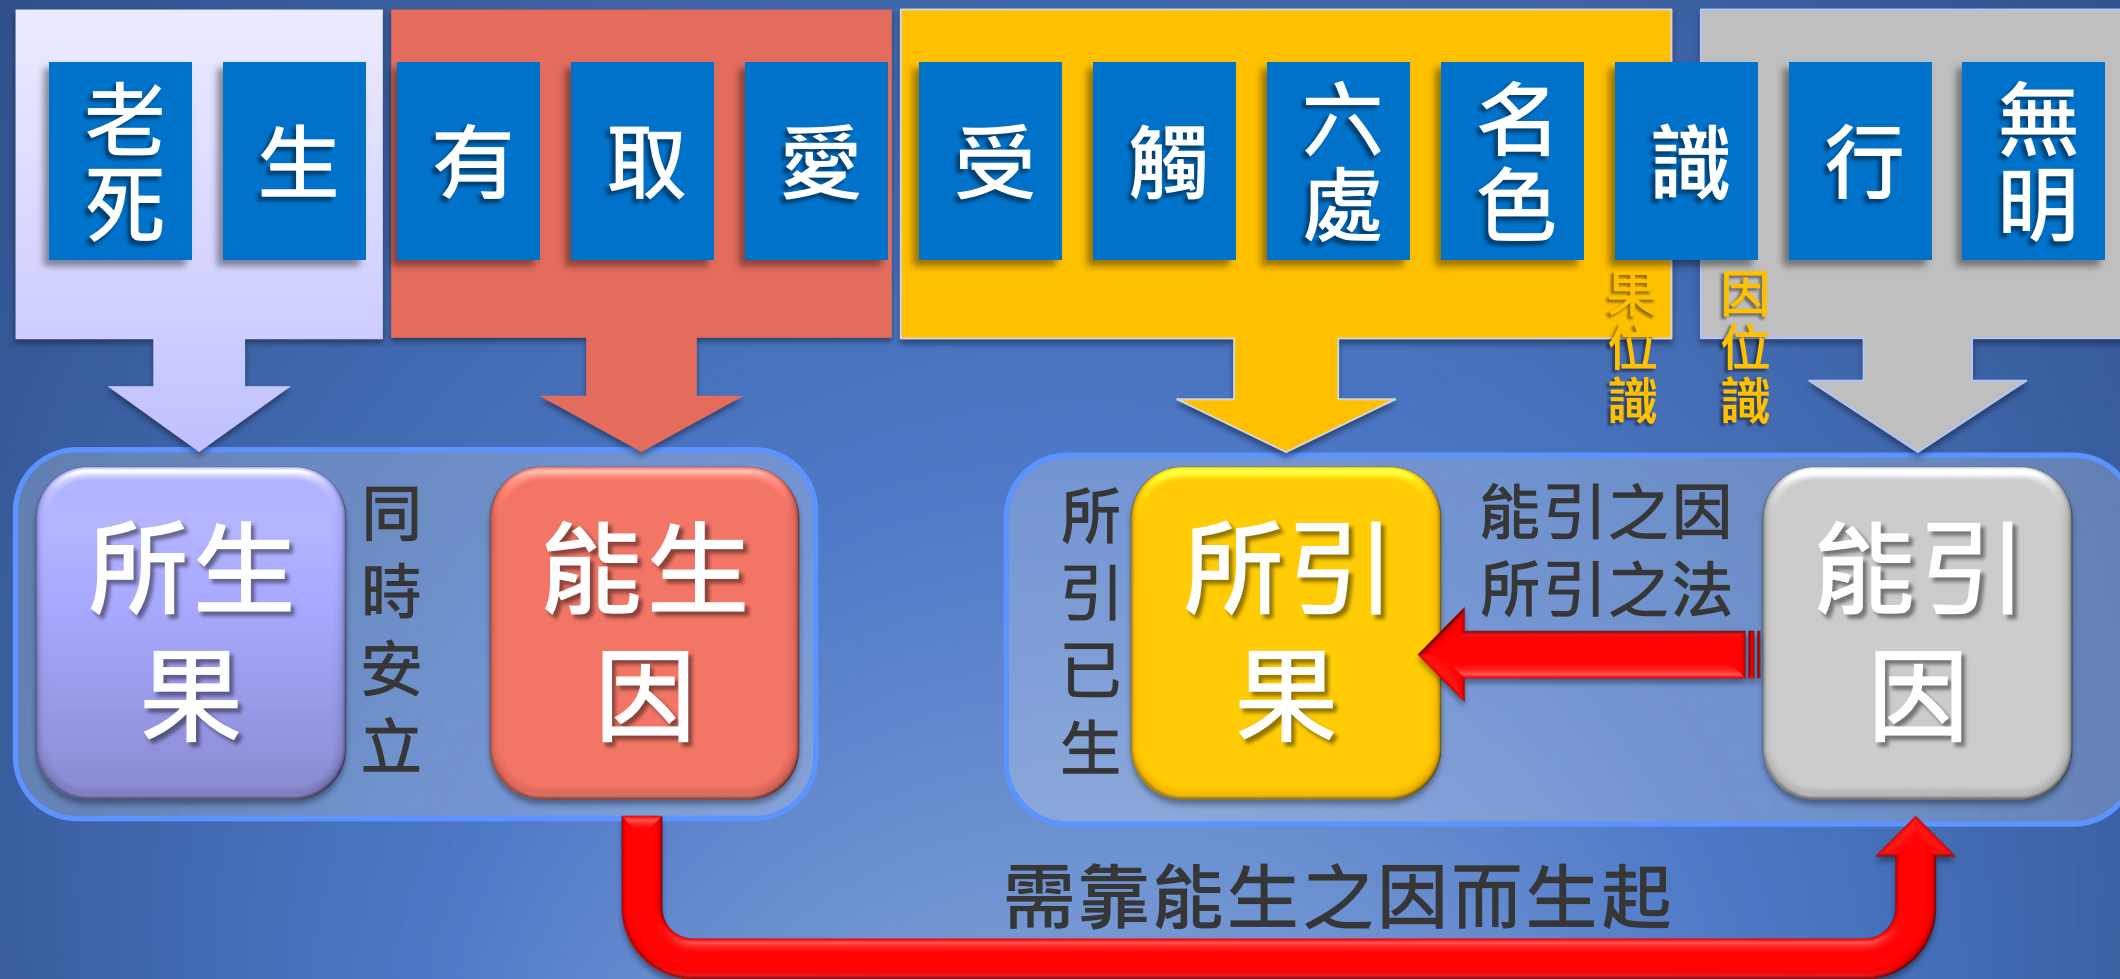 老死
生
有
取
愛
受
觸
六處
名色
識
行
無明
果位識
因位識
所生果
同時安立
能生因
所引已生
所引果
能引之因
所引之法
能引因
需靠能生之因而生起